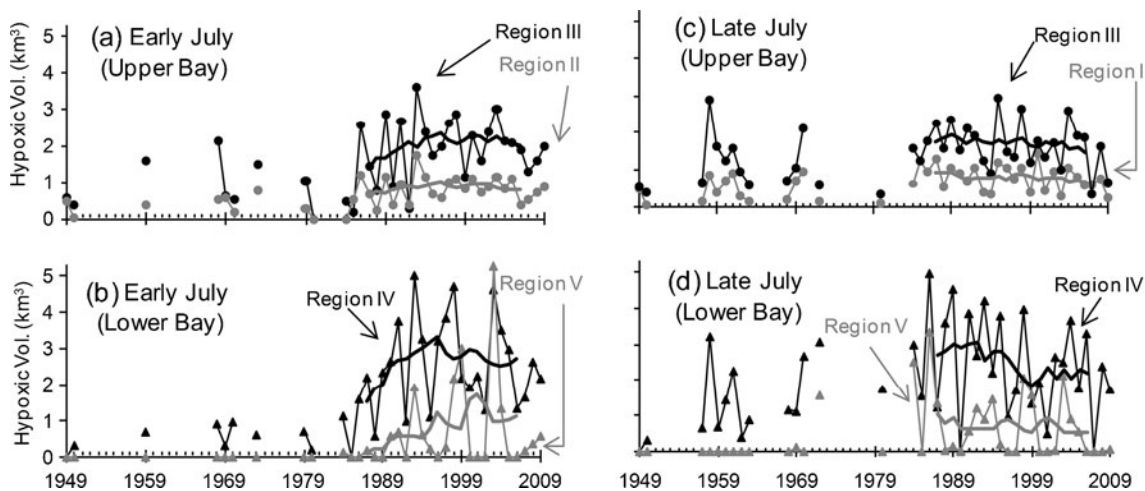 (a) Early July
(Upper Bay)
Region III
Region II
Hypoxic Vol. (km³)
5
4
3
2
1
0
(c) Late July
(Upper Bay)
Region III
Region I
(b) Early July
(Lower Bay)
Region IV
Region V
Hypoxic Vol. (km³)
5
4
3
2
1
0
1949 1959 1969 1979 1989 1999 2009
(d) Late July
(Lower Bay)
Region IV
Region V
1949 1959 1969 1979 1989 1999 2009